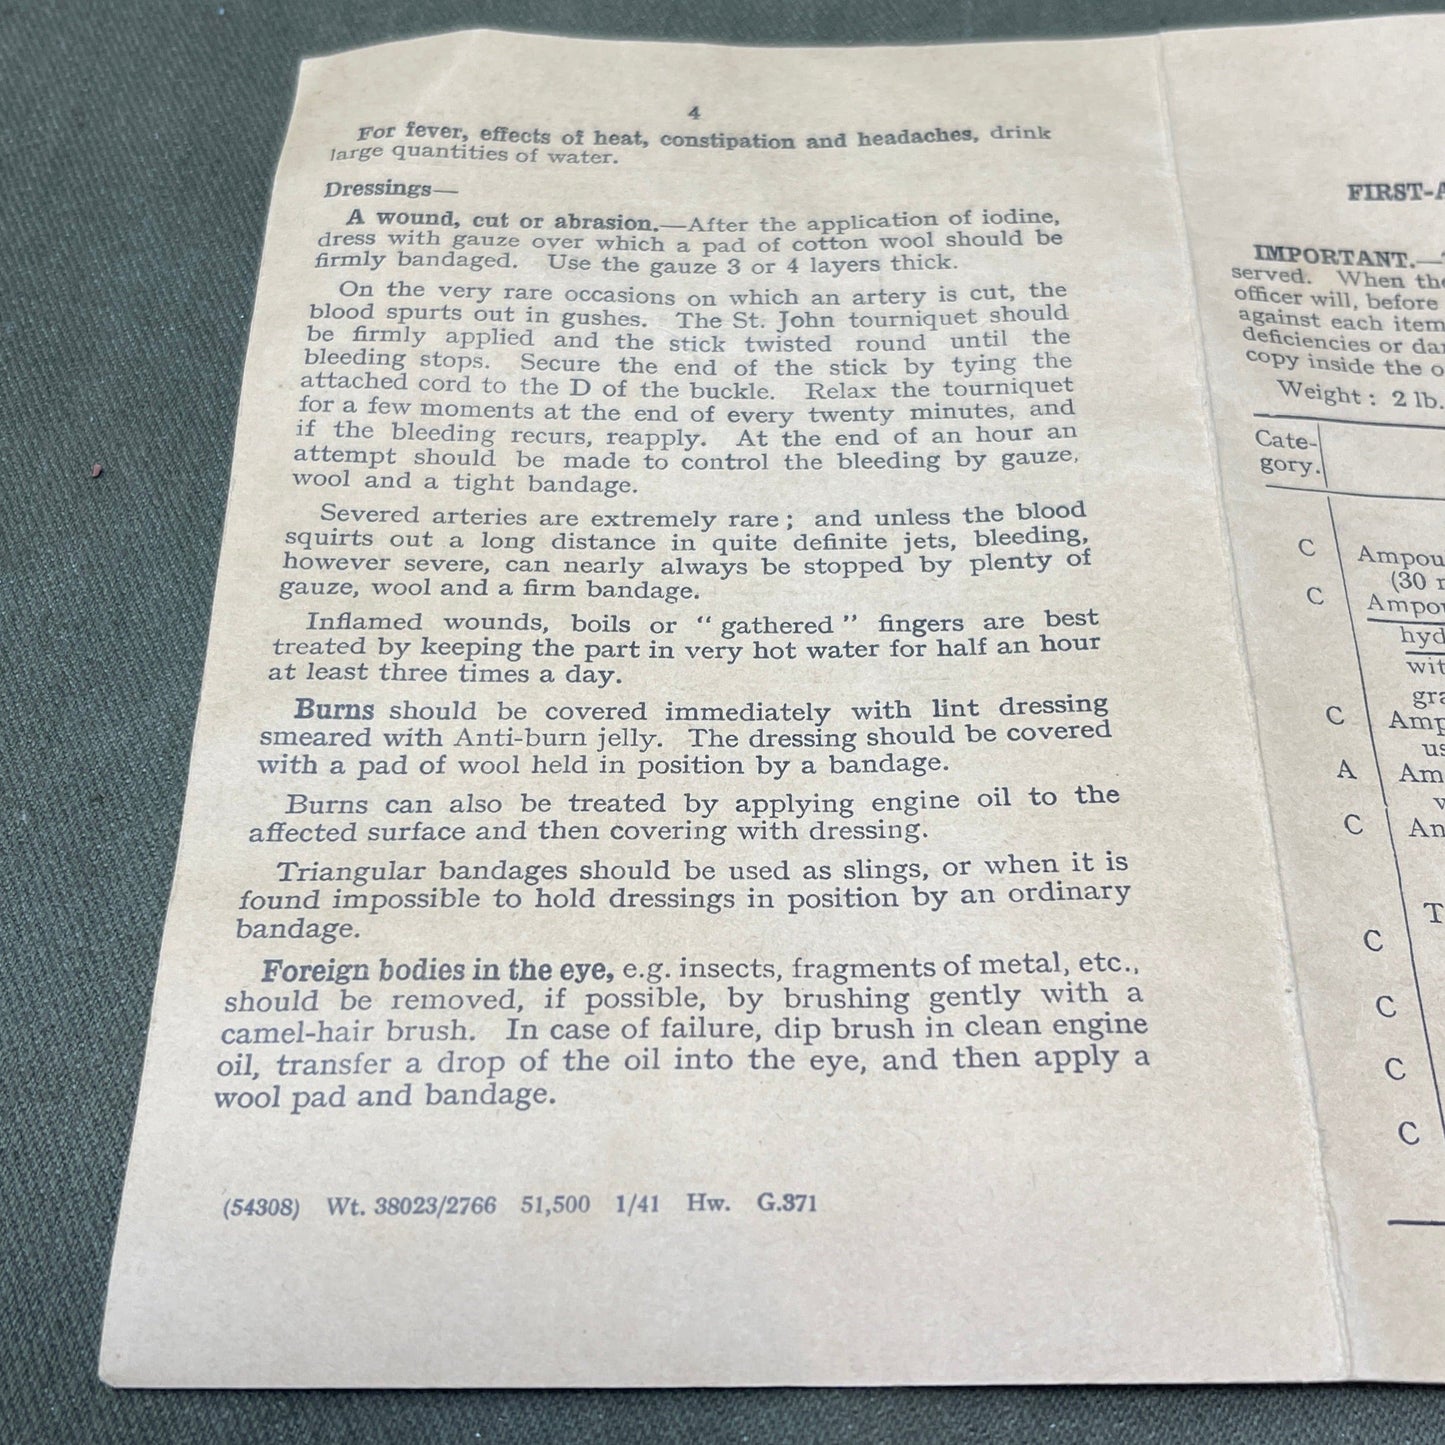 4
For fever, effects of heat, constipation and headaches, drink
large quantities of water.
Dressings—
A wound, cut or abrasion.—After the application of iodine,
dress with gauze over which a pad of cotton wool should be
firmly bandaged. Use the gauze 3 or 4 layers thick.
On the very rare occasions on which an artery is cut, the
blood spurts out in gushes. The St. John tourniquet should
be firmly applied and the stick twisted round until the
bleeding stops. Secure the end of the stick by tying the
attached cord to the D of the buckle. Relax the tourniquet
for a few moments at the end of every twenty minutes, and
if the bleeding recurs, reapply. At the end of an hour an
attempt should be made to control the bleeding by gauze,
wool and a tight bandage.
Severed arteries are extremely rare; and unless the blood
squirts out a long distance in quite definite jets, bleeding,
however severe, can nearly always be stopped by plenty of
gauze, wool and a firm bandage.
Inflamed wounds, boils or "gathered" fingers are best
treated by keeping the part in very hot water for half an hour
at least three times a day.
Burns should be covered immediately with lint dressing
smeared with Anti-burn jelly. The dressing should be covered
with a pad of wool held in position by a bandage.
Burns can also be treated by applying engine oil to the
affected surface and then covering with dressing.
Triangular bandages should be used as slings, or when it is
found impossible to hold dressings in position by an ordinary
bandage.
Foreign bodies in the eye, e.g. insects, fragments of metal, etc.,
should be removed, if possible, by brushing gently with a
camel-hair brush. In case of failure, dip brush in clean engine
oil, transfer a drop of the oil into the eye, and then apply a
wool pad and bandage.
(54308) Wt. 38023/2766 51,500 1/41 Hw. G.371
FIRST-A
IMPORTANT.—
served. When the
officer will, before
against each item
deficiencies or dar
copy inside the o
Weight: 2 lb.
Cate-
gory.
C Ampou
(30
C Ampou
hyd
wit
gra
C Amp
us
A Am
v
C An
T
C
C
C
C